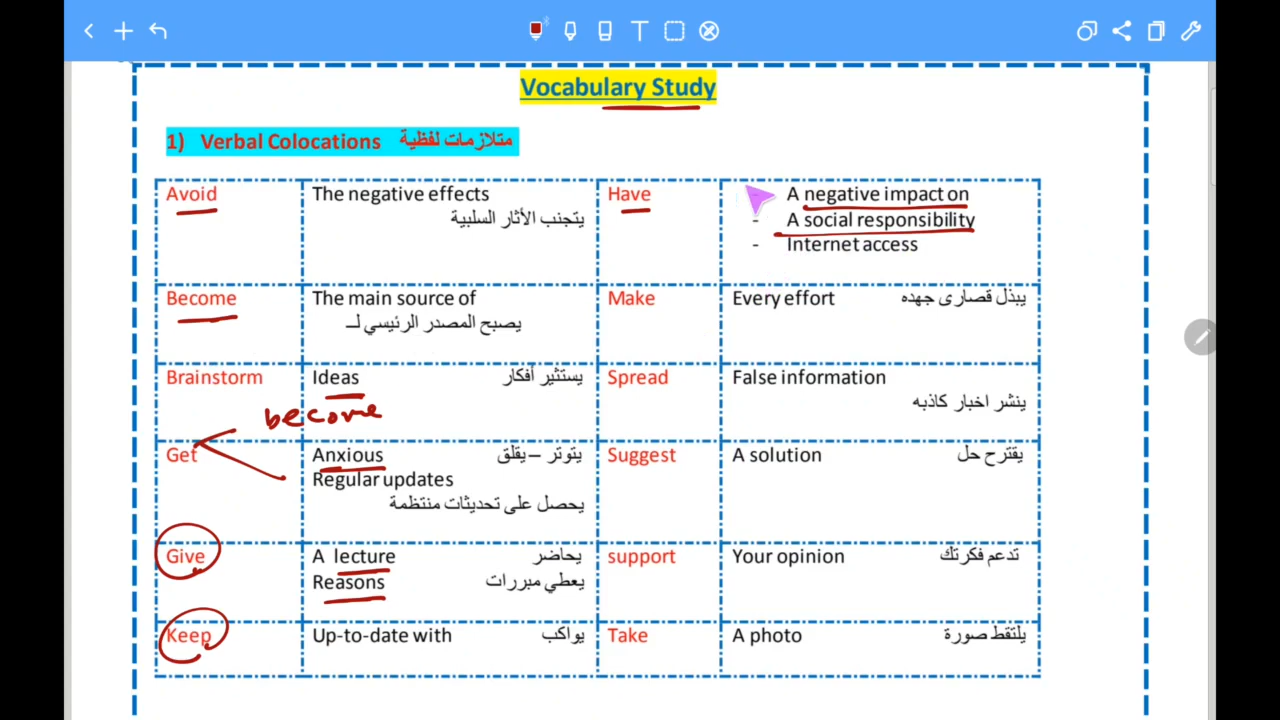 Vocabulary Study
1) Verbal Colocations متلازمات لفظية
Avoid
The negative effects
يتجنب الأثار السلبية
Have
A negative impact on
- A social responsibility
- Internet access
Become
The main source of
يصبح المصدر الرئيسي لــ
Make
Every effort يبذل قصارى جهده
Brainstorm
Ideas يستثير أفكار
Spread
False information
ينشر اخبار كاذبه
become
Get
Anxious يتوتر – يقلق
Regular updates
يحصل على تحديثات منتظمة
Suggest
A solution يقترح حل
Give
A lecture يحاضر
Reasons يعطي مبررات
support
Your opinion تدعم فكرتك
Keep
Up-to-date with يواكب
Take
A photo يلتقط صورة